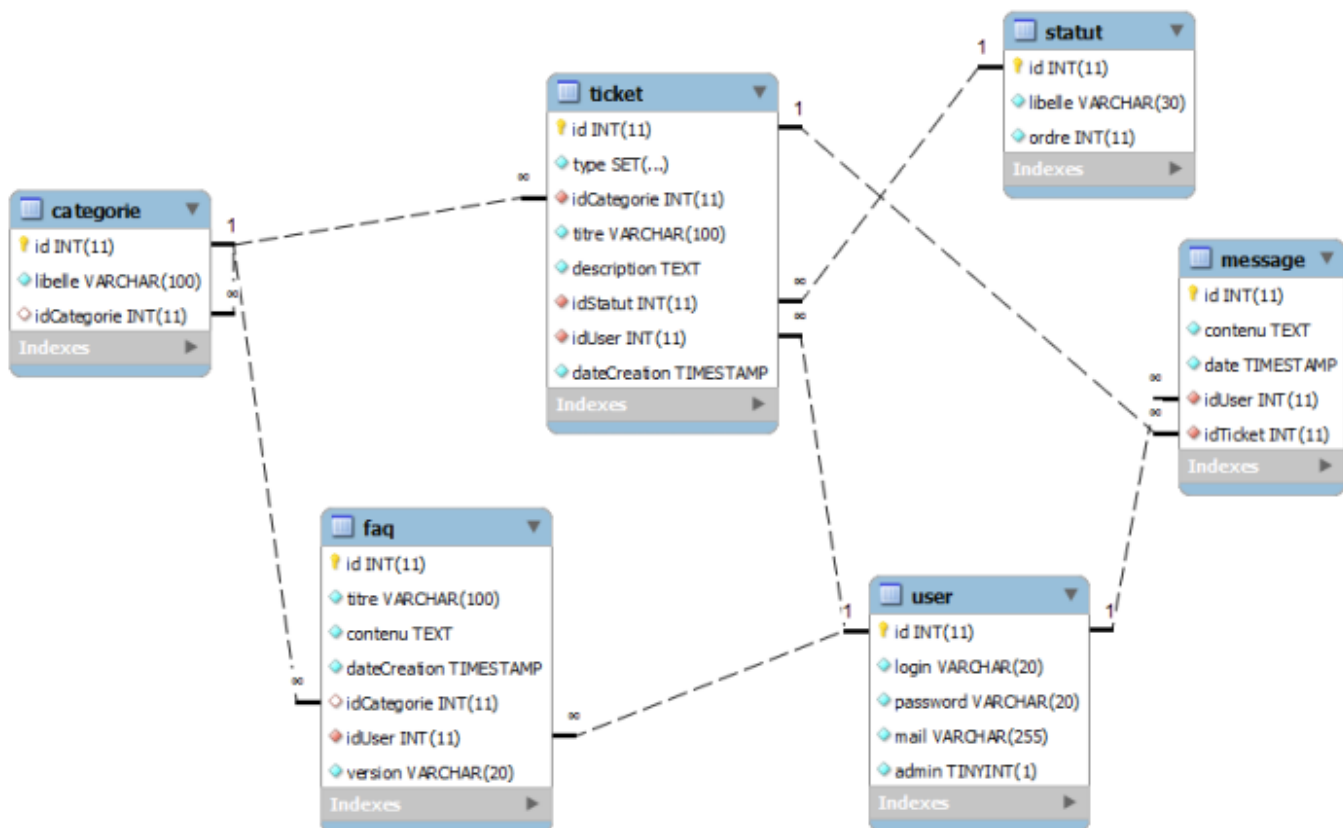 categorie
id INT(11)
libelle VARCHAR(100)
idCategorie INT(11)
Indexes
1
∞
ticket
id INT(11)
type SET(...)
idCategorie INT(11)
titre VARCHAR(100)
description TEXT
idStatut INT(11)
idUser INT(11)
dateCreation TIMESTAMP
Indexes
∞
1
∞
∞
statut
id INT(11)
libelle VARCHAR(30)
ordre INT(11)
Indexes
1
message
id INT(11)
contenu TEXT
date TIMESTAMP
idUser INT(11)
idTicket INT(11)
Indexes
∞
∞
faq
id INT(11)
titre VARCHAR(100)
contenu TEXT
dateCreation TIMESTAMP
idCategorie INT(11)
idUser INT(11)
version VARCHAR(20)
Indexes
∞
∞
user
id INT(11)
login VARCHAR(20)
password VARCHAR(20)
mail VARCHAR(255)
admin TINYINT(1)
Indexes
1
1